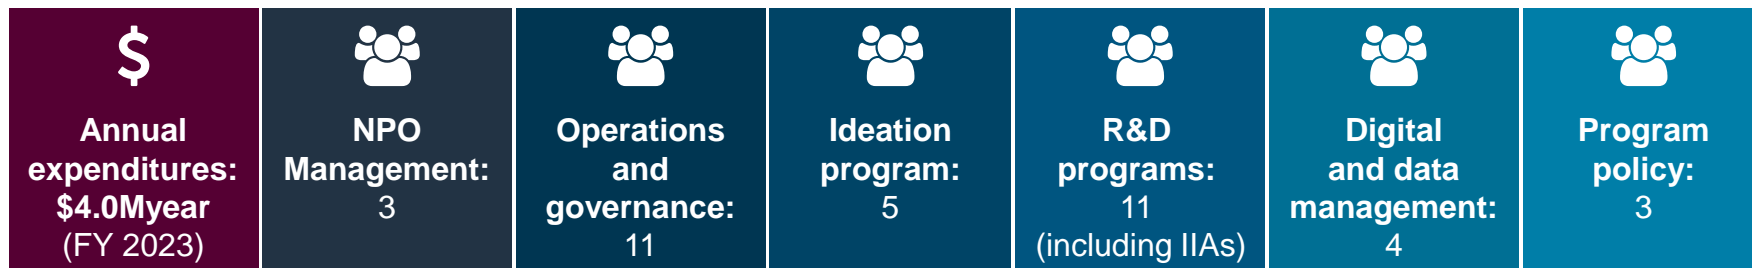 Annual
expenditures:
$4.0Myear
(FY 2023)
NPO
Management:
3
Operations
and
governance:
11
Ideation
program:
5
R&D
programs:
11
(including IIAs)
Digital
and data
management:
4
Program
policy:
3